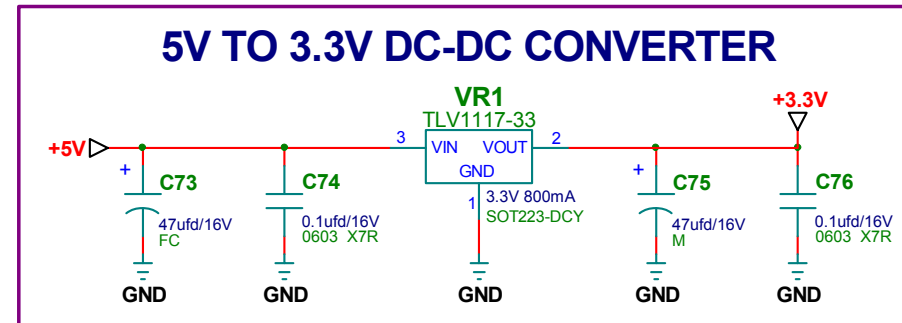 5V TO 3.3V DC-DC CONVERTER
VR1
TLV1117-33
+3.3V
+5V
3
VIN
VOUT
2
GND
1
3.3V 800mA
SOT223-DCY
+
C73
47ufd/16V
FC
C74
0.1ufd/16V
0603 X7R
+
C75
47ufd/16V
M
C76
0.1ufd/16V
0603 X7R
GND
GND
GND
GND
GND